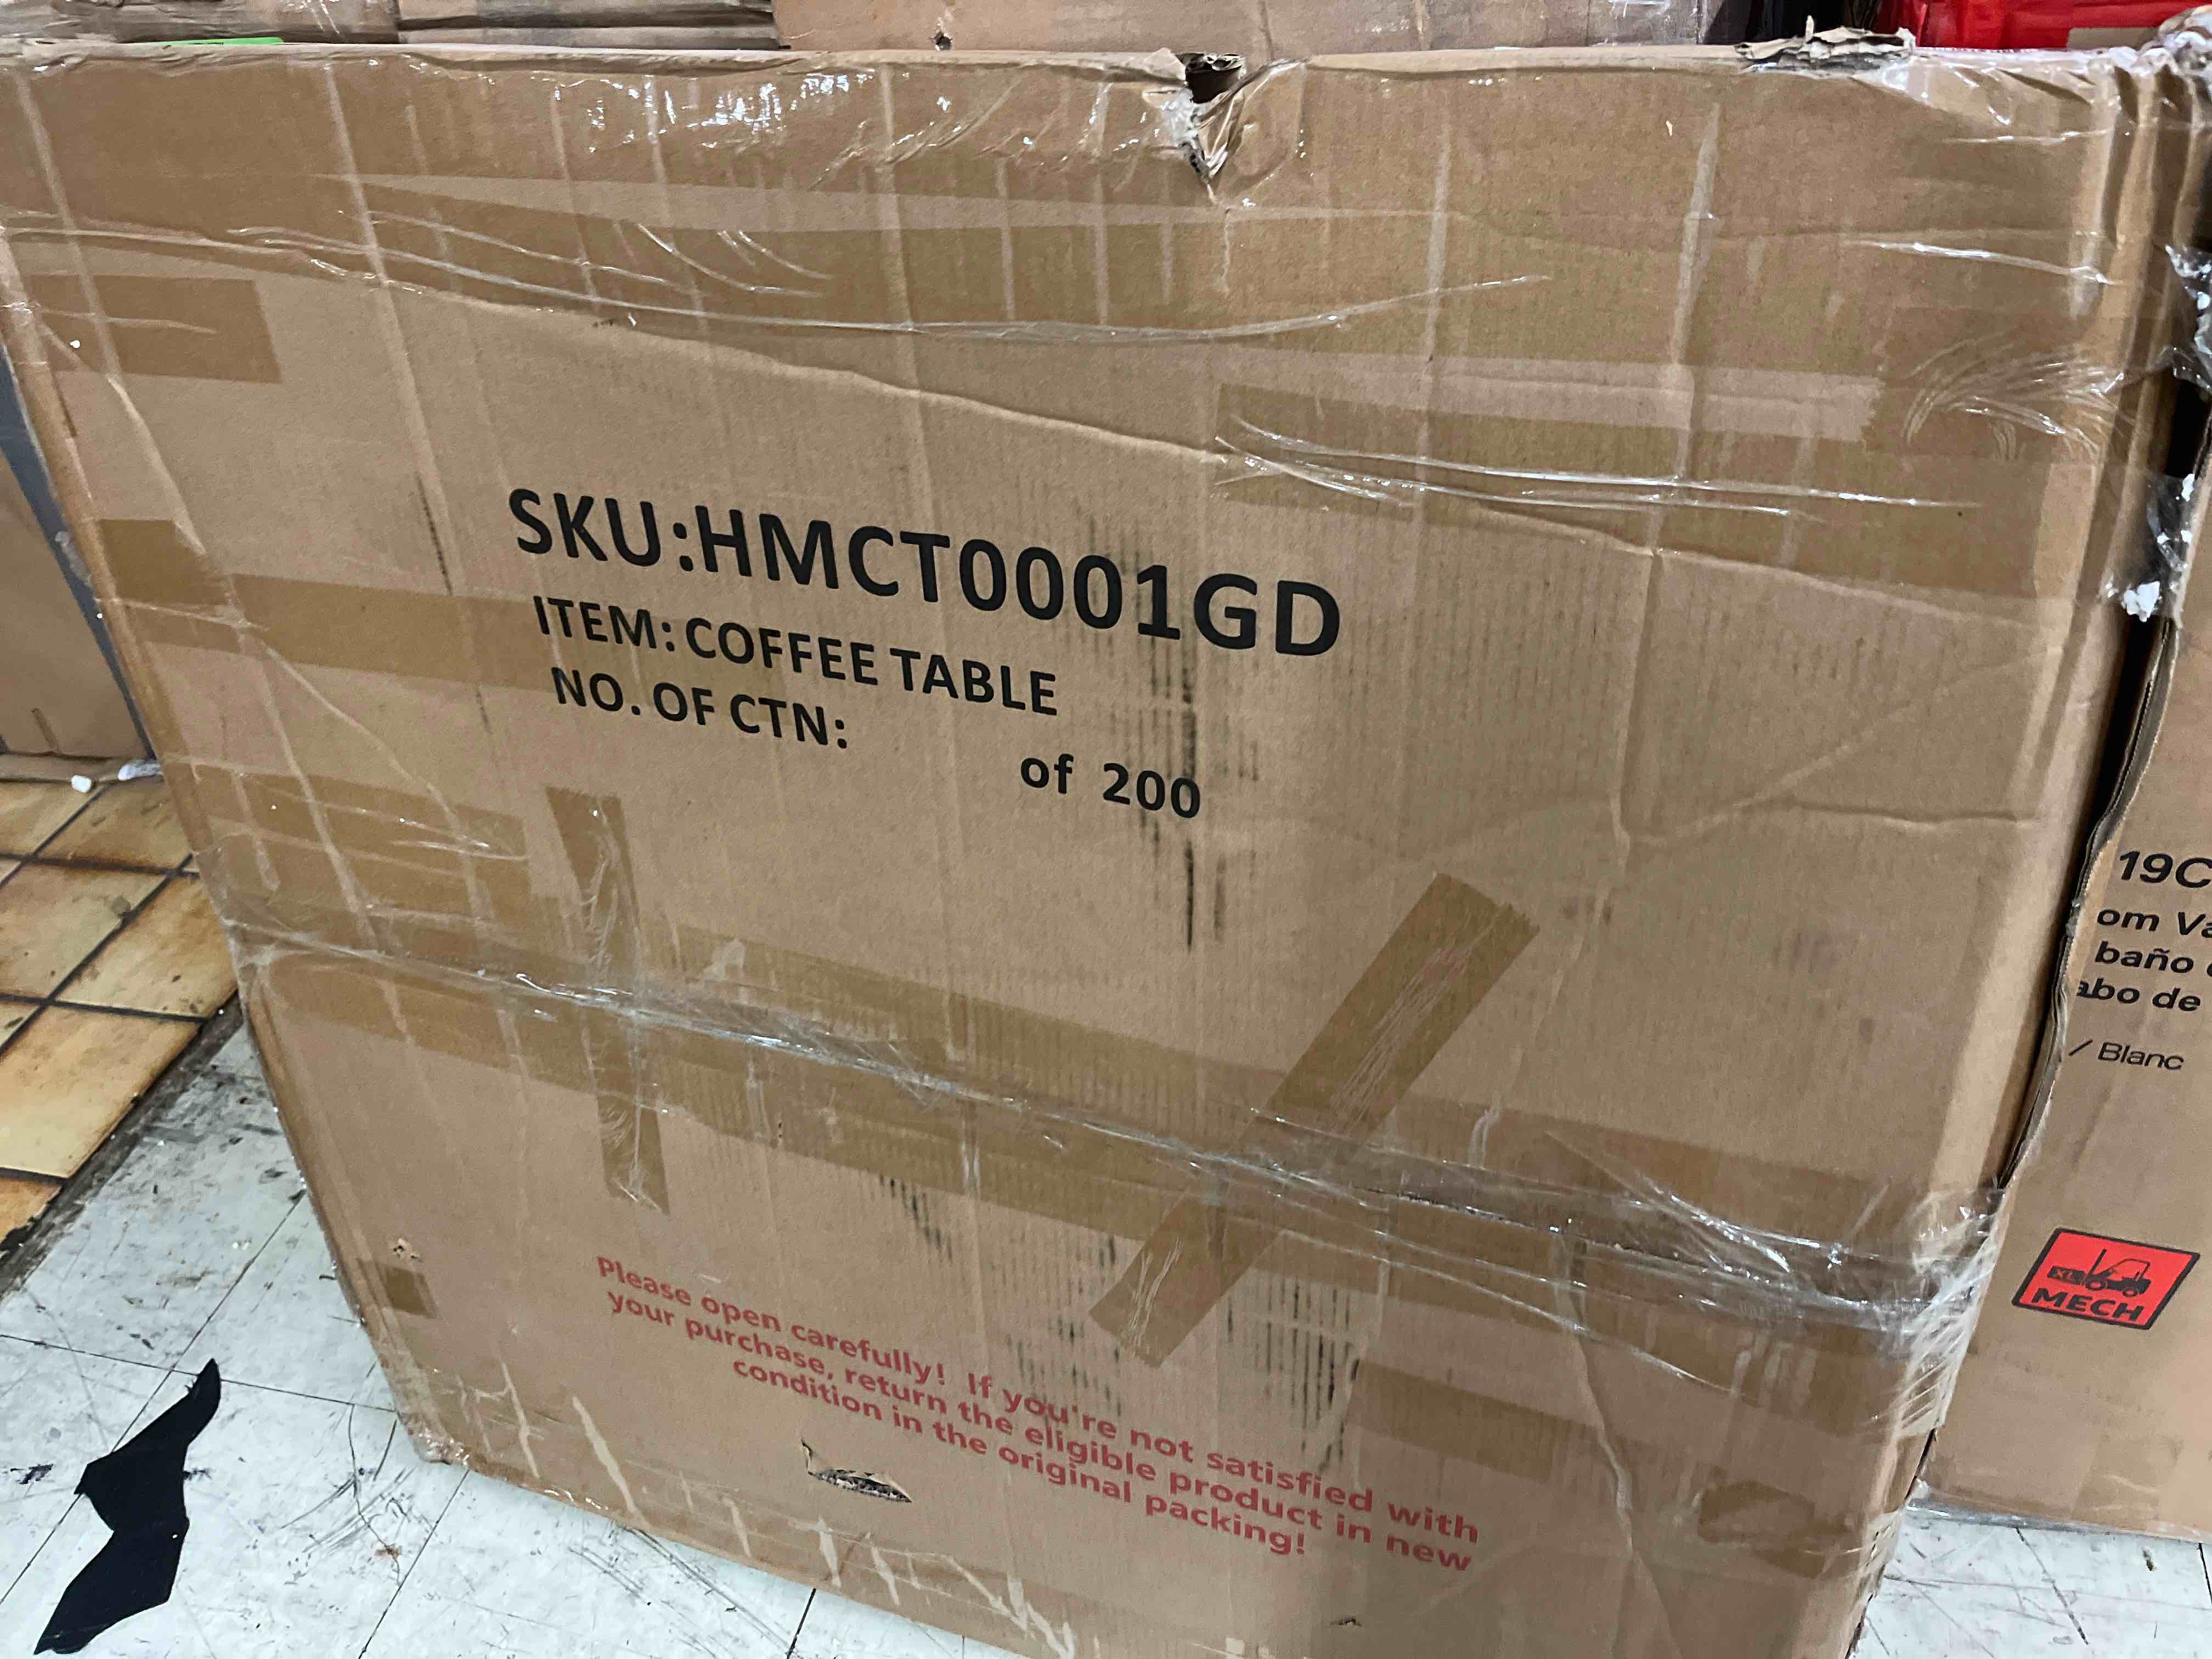 SKU:HMCT0001GD
ITEM: COFFEE TABLE
NO. OF CTN:
of 200
Please open carefully! If you're not satisfied with
your purchase, return the eligible product in new
condition in the original packing!
19C
om Va
baño
abo de
/ Blanc
XL
MECH